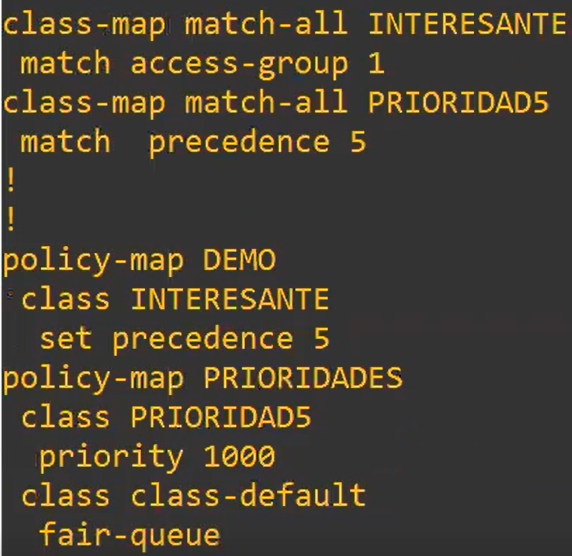 class-map match-all INTERESANTE
 match access-group 1
class-map match-all PRIORIDAD5
 match  precedence 5
!
!
policy-map DEMO
 class INTERESANTE
  set precedence 5
policy-map PRIORIDADES
 class PRIORIDAD5
  priority 1000
 class class-default
  fair-queue